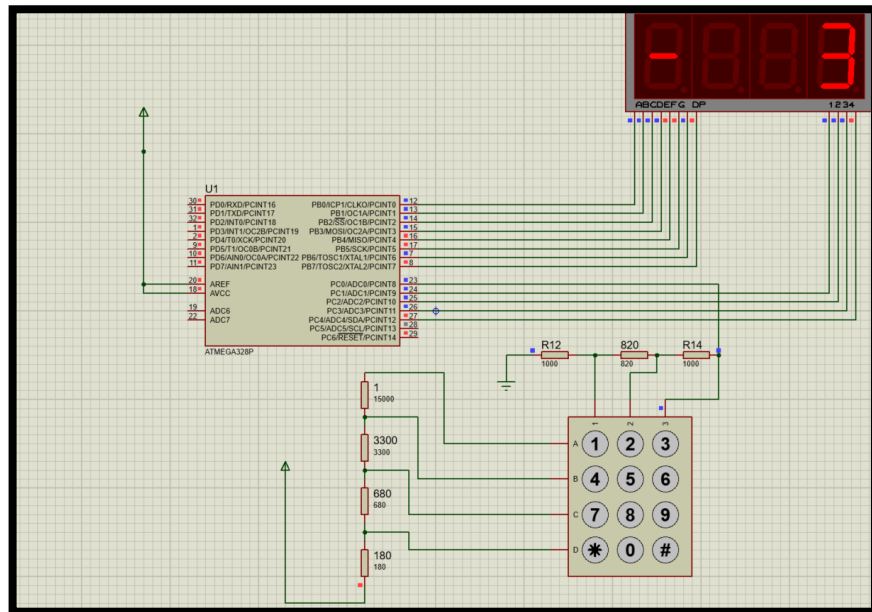 - 3
ABCDEFG DP
1234
U1
30 PD0/RXD/PCINT16 PB0/ICP1/CLKO/PCINT0 12
31 PD1/TXD/PCINT17 PB1/OC1A/PCINT1 13
32 PD2/INT0/PCINT18 PB2/SS/OC1B/PCINT2 14
1 PD3/INT1/OC2B/PCINT19 PB3/MOSI/OC2A/PCINT3 15
2 PD4/T0/XCK/PCINT20 PB4/MISO/PCINT4 16
9 PD5/T1/OC0B/PCINT21 PB5/SCK/PCINT5 17
10 PD6/AIN0/OC0A/PCINT22 PB6/TOSC1/XTAL1/PCINT6 7
11 PD7/AIN1/PCINT23 PB7/TOSC2/XTAL2/PCINT7 8
20 AREF PC0/ADC0/PCINT8 23
18 AVCC PC1/ADC1/PCINT9 24
PC2/ADC2/PCINT10 25
19 ADC6 PC3/ADC3/PCINT11 26
22 ADC7 PC4/ADC4/SDA/PCINT12 27
PC5/ADC5/SCL/PCINT13 28
PC6/RESET/PCINT14 29
ATMEGA328P
R12
1000
820
820
R14
1000
1
15000
3300
3300
680
680
180
180
1 2 3
A 1 2 3
B 4 5 6
C 7 8 9
D * 0 #